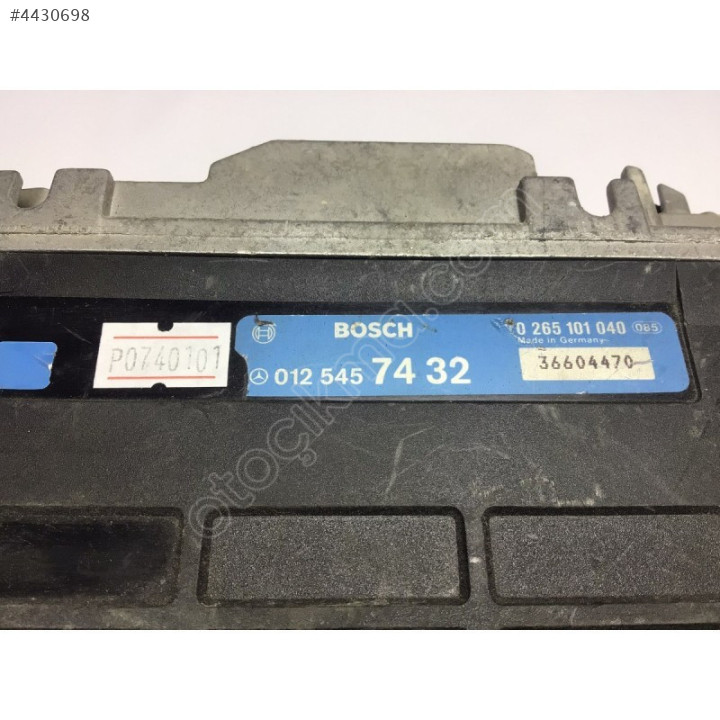 #4430698
BOSCH
0 265 101 040 085
Made in Germany
P0740101
012 545 74 32
36604470
otoçıkma.com